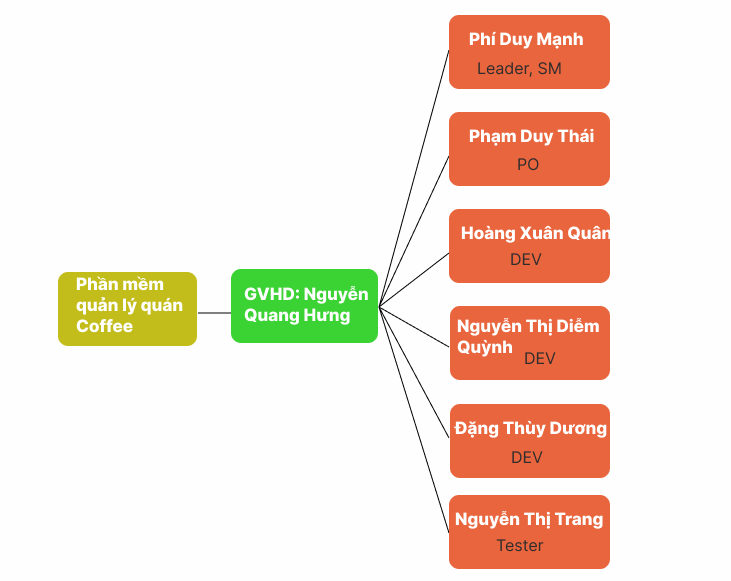 Phần mềm
quản lý quán
Coffee
GVHD: Nguyễn
Quang Hưng
Phí Duy Mạnh
Leader, SM
Phạm Duy Thái
PO
Hoàng Xuân Quân
DEV
Nguyễn Thị Diễm
Quỳnh
DEV
Đặng Thùy Dương
DEV
Nguyễn Thị Trang
Tester